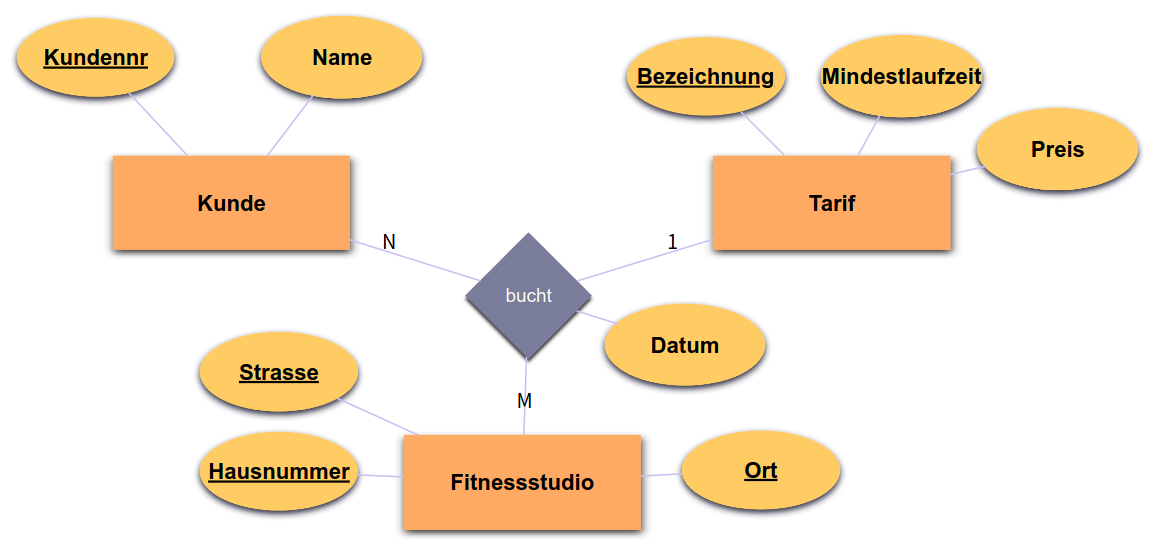 Kundennr
Name
Bezeichnung
Mindestlaufzeit
Preis
Kunde
Tarif
N
1
bucht
Datum
Strasse
M
Hausnummer
Fitnessstudio
Ort